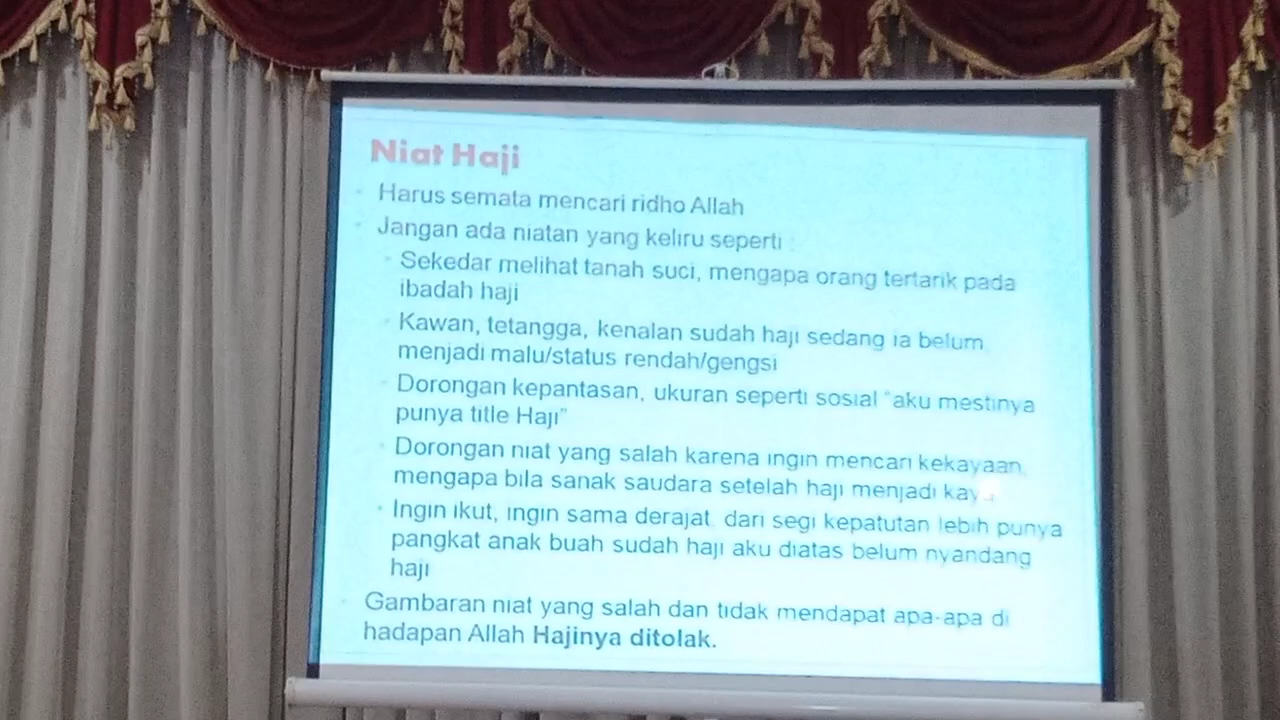 Niat Haji
Harus semata mencari ridho Allah
Jangan ada niatan yang keliru seperti :
Sekedar melihat tanah suci, mengapa orang tertarik pada
ibadah haji
Kawan, tetangga, kenalan sudah haji sedang ia belum
menjadi malu/status rendah/gengsi
Dorongan kepantasan, ukuran seperti sosial "aku mestinya
punya title Haji"
Dorongan niat yang salah karena ingin mencari kekayaan,
mengapa bila sanak saudara setelah haji menjadi kaya
Ingin ikut, ingin sama derajat, dari segi kepatutan lebih punya
pangkat anak buah sudah haji aku diatas belum nyandang
haji
Gambaran niat yang salah dan tidak mendapat apa-apa di
hadapan Allah Hajinya ditolak.